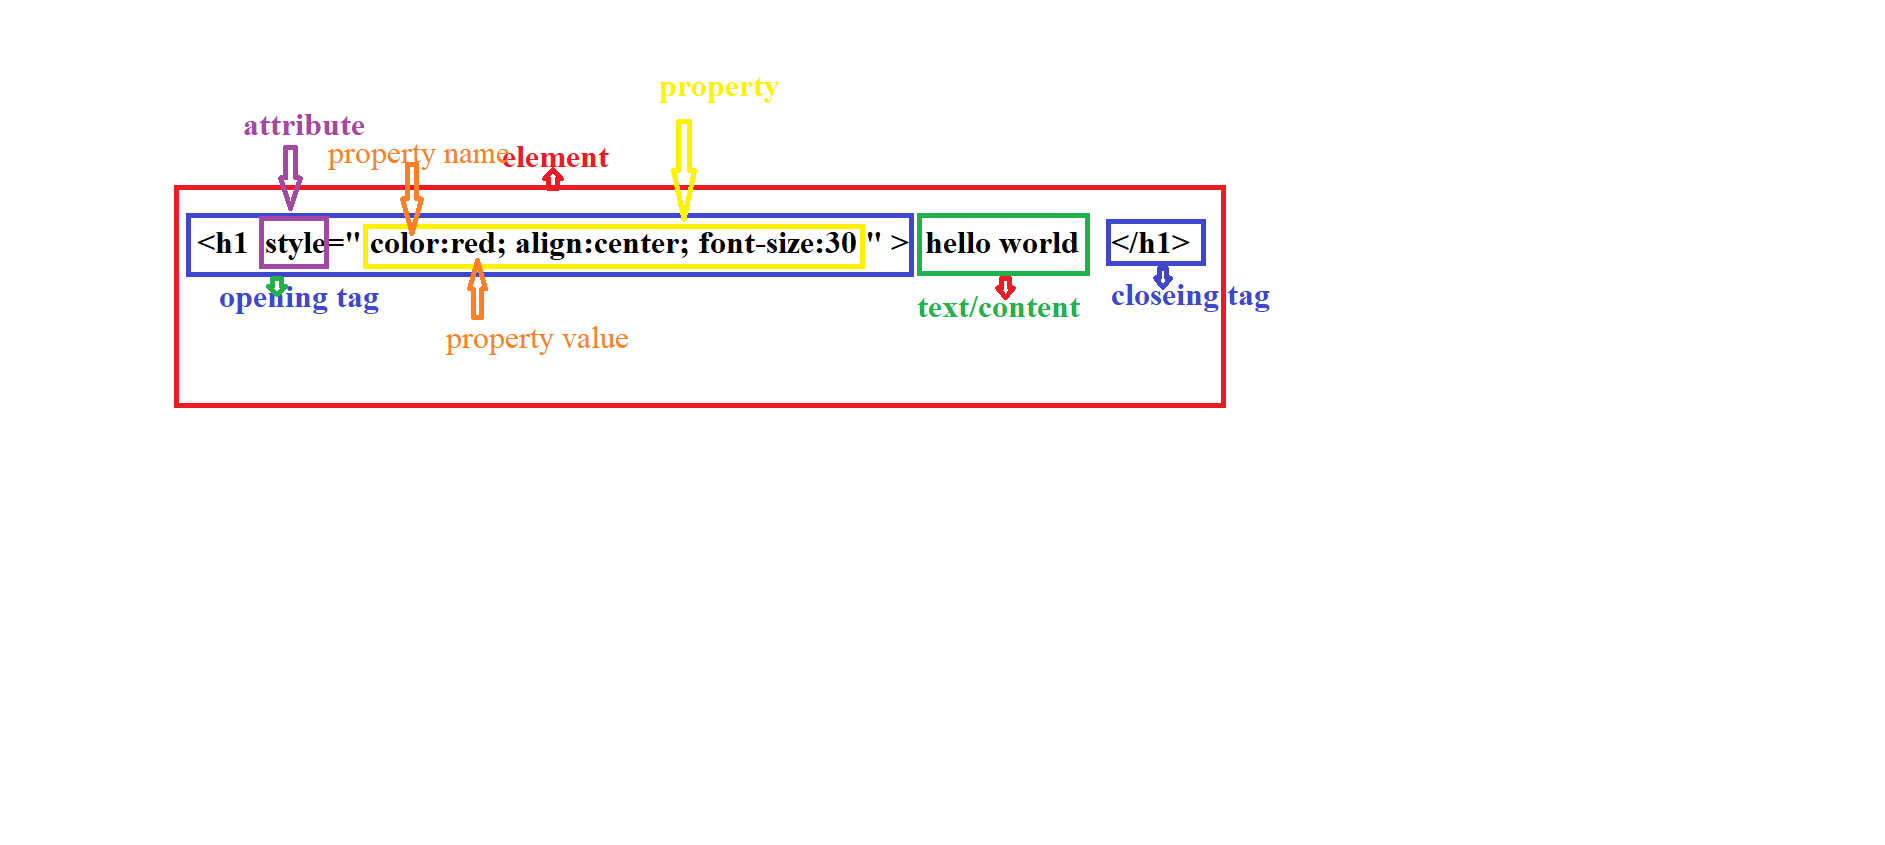 property
attribute
property name
element
<h1 style="color:red; align:center; font-size:30 " > hello world </h1>
opening tag
closeing tag
text/content
property value